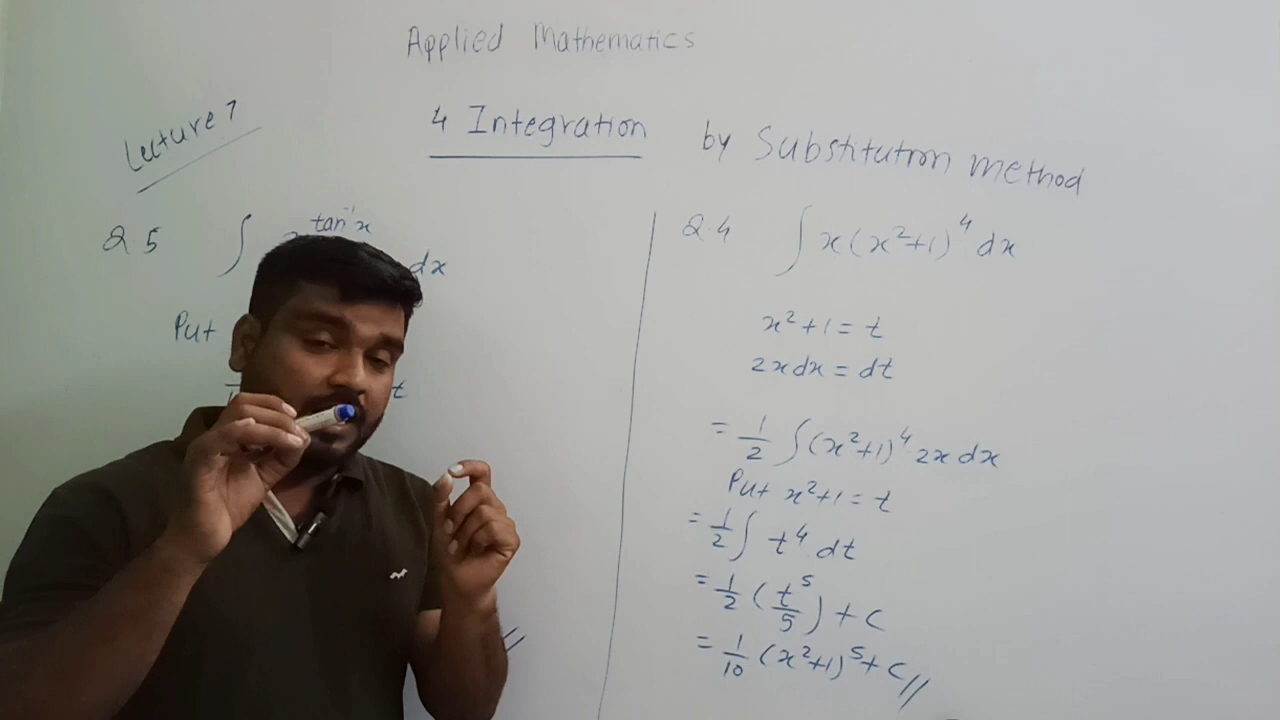 Applied Mathematics
Lecture 7
4 Integration by Substitution method
Q 5 ∫ tan⁻¹x dx
Put
t
Q.4 ∫ x(x²+1)⁴ dx
x²+1 = t
2x dx = dt
= 1/2 ∫ (x²+1)⁴ 2x dx
Put x²+1 = t
= 1/2 ∫ t⁴ dt
= 1/2 (t⁵/5) + c
= 1/10 (x²+1)⁵ + c //